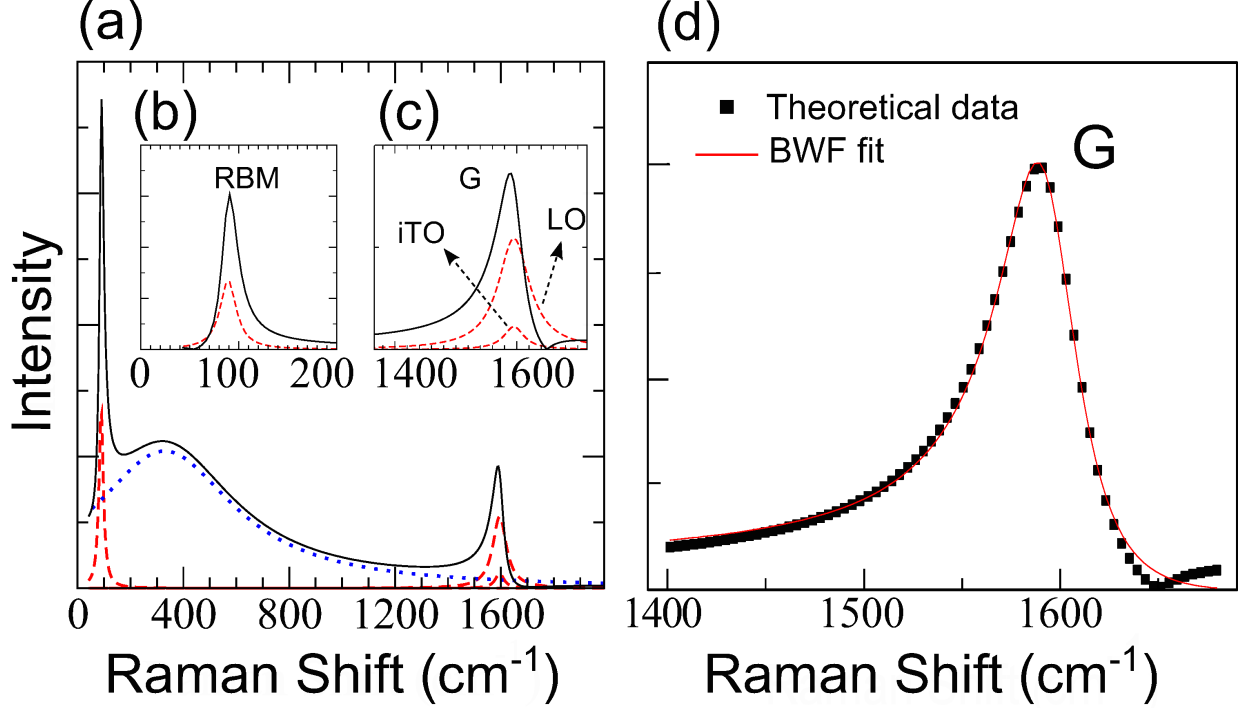 (a)
(b)
RBM
0 100 200
(c)
G
iTO
LO
1400 1600
Intensity
0 400 800 1200 1600
Raman Shift (cm-1)
(d)
Theoretical data
BWF fit
G
1400 1500 1600
Raman Shift (cm-1)